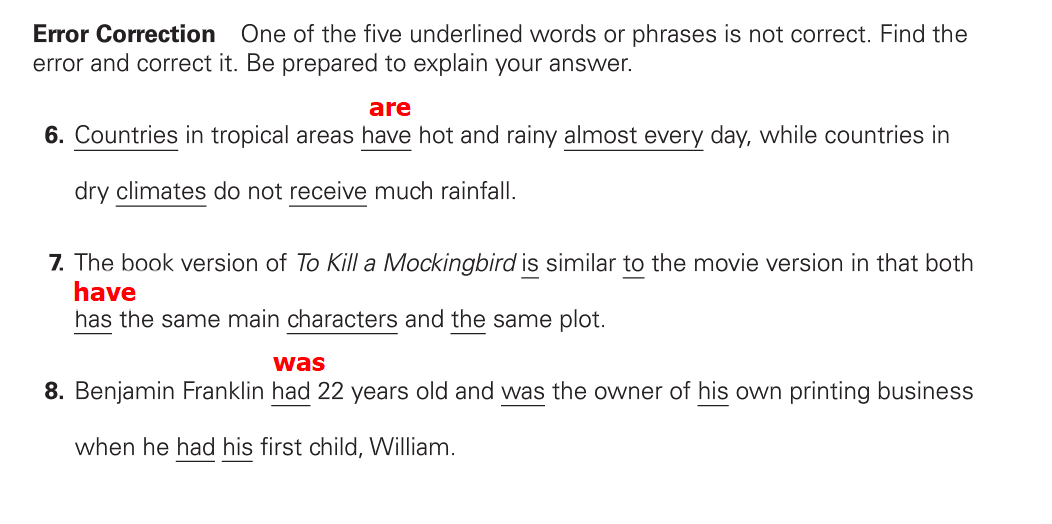 Error Correction One of the five underlined words or phrases is not correct. Find the
error and correct it. Be prepared to explain your answer.
are
6. Countries in tropical areas have hot and rainy almost every day, while countries in
dry climates do not receive much rainfall.
7. The book version of To Kill a Mockingbird is similar to the movie version in that both
have
has the same main characters and the same plot.
was
8. Benjamin Franklin had 22 years old and was the owner of his own printing business
when he had his first child, William.